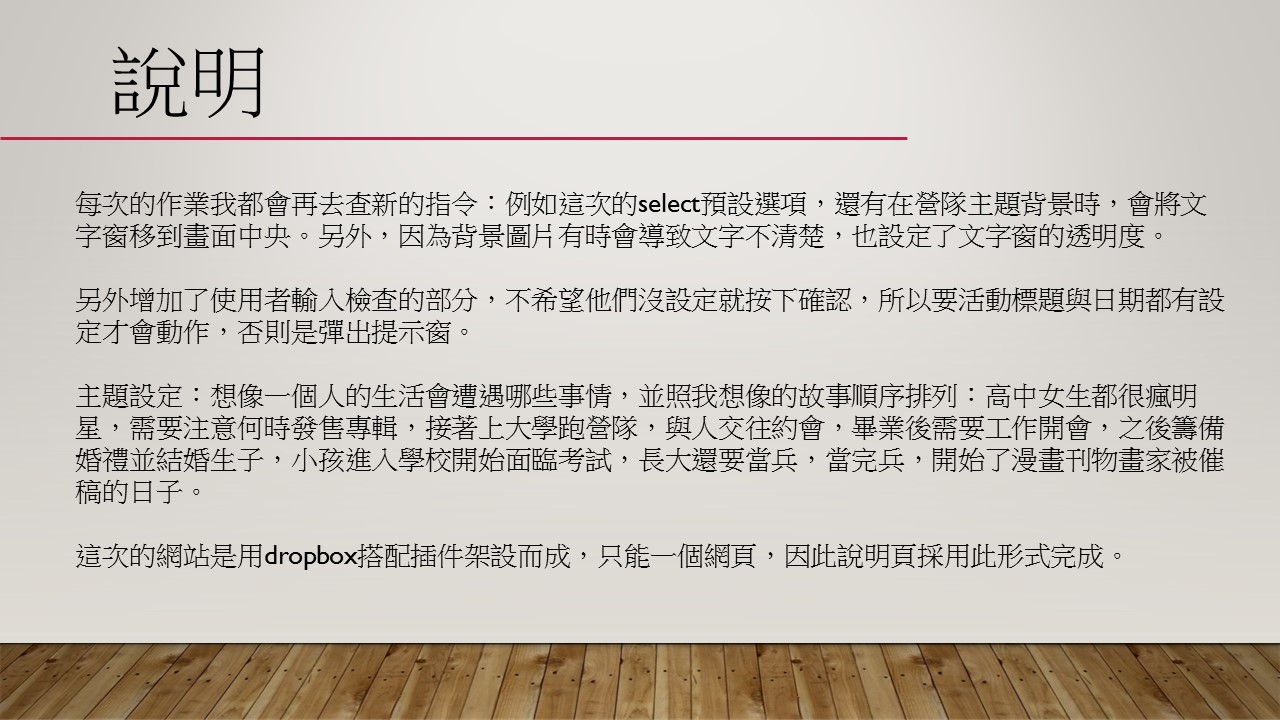 說明
每次的作業我都會再去查新的指令：例如這次的select預設選項，還有在營隊主題背景時，會將文
字窗移到畫面中央。另外，因為背景圖片有時會導致文字不清楚，也設定了文字窗的透明度。
另外增加了使用者輸入檢查的部分，不希望他們沒設定就按下確認，所以要活動標題與日期都有設
定才會動作，否則是彈出提示窗。
主題設定：想像一個人的生活會遭遇哪些事情，並照我想像的故事順序排列：高中女生都很瘋明
星，需要注意何時發售專輯，接著上大學跑營隊，與人交往約會，畢業後需要工作開會，之後籌備
婚禮並結婚生子，小孩進入學校開始面臨考試，長大還要當兵，當完兵，開始了漫畫刊物畫家被催
稿的日子。
這次的網站是用dropbox搭配插件架設而成，只能一個網頁，因此說明頁採用此形式完成。